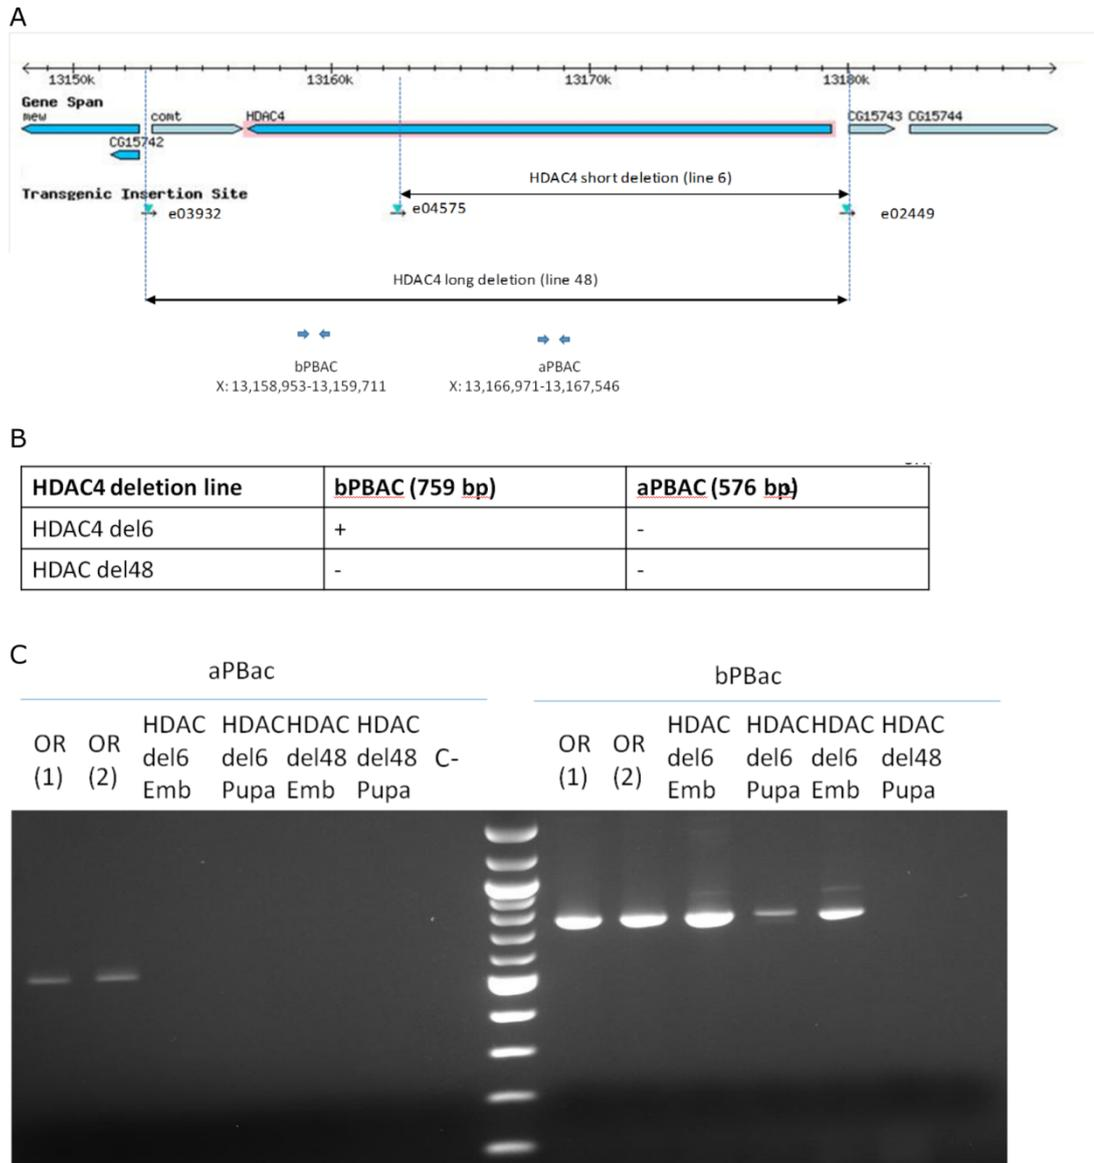 A
13150k 13160k 13170k 13180k
Gene Span
mew comt HDAC4 CG15743 CG15744
CG15742
HDAC4 short deletion (line 6)
Transgenic Insertion Site
e03932 e04575 e02449
HDAC4 long deletion (line 48)
bPBAC aPBAC
X: 13,158,953-13,159,711 X: 13,166,971-13,167,546
B
HDAC4 deletion line bPBAC (759 bp) aPBAC (576 bp)
HDAC4 del6 + -
HDAC del48 - -
C
aPBac bPBac
HDAC HDAC HDAC HDAC HDAC HDAC HDAC HDAC
OR OR del6 del6 del48 del48 C- OR OR del6 del6 del6 del48
(1) (2) Emb Pupa Emb Pupa (1) (2) Emb Pupa Emb Pupa